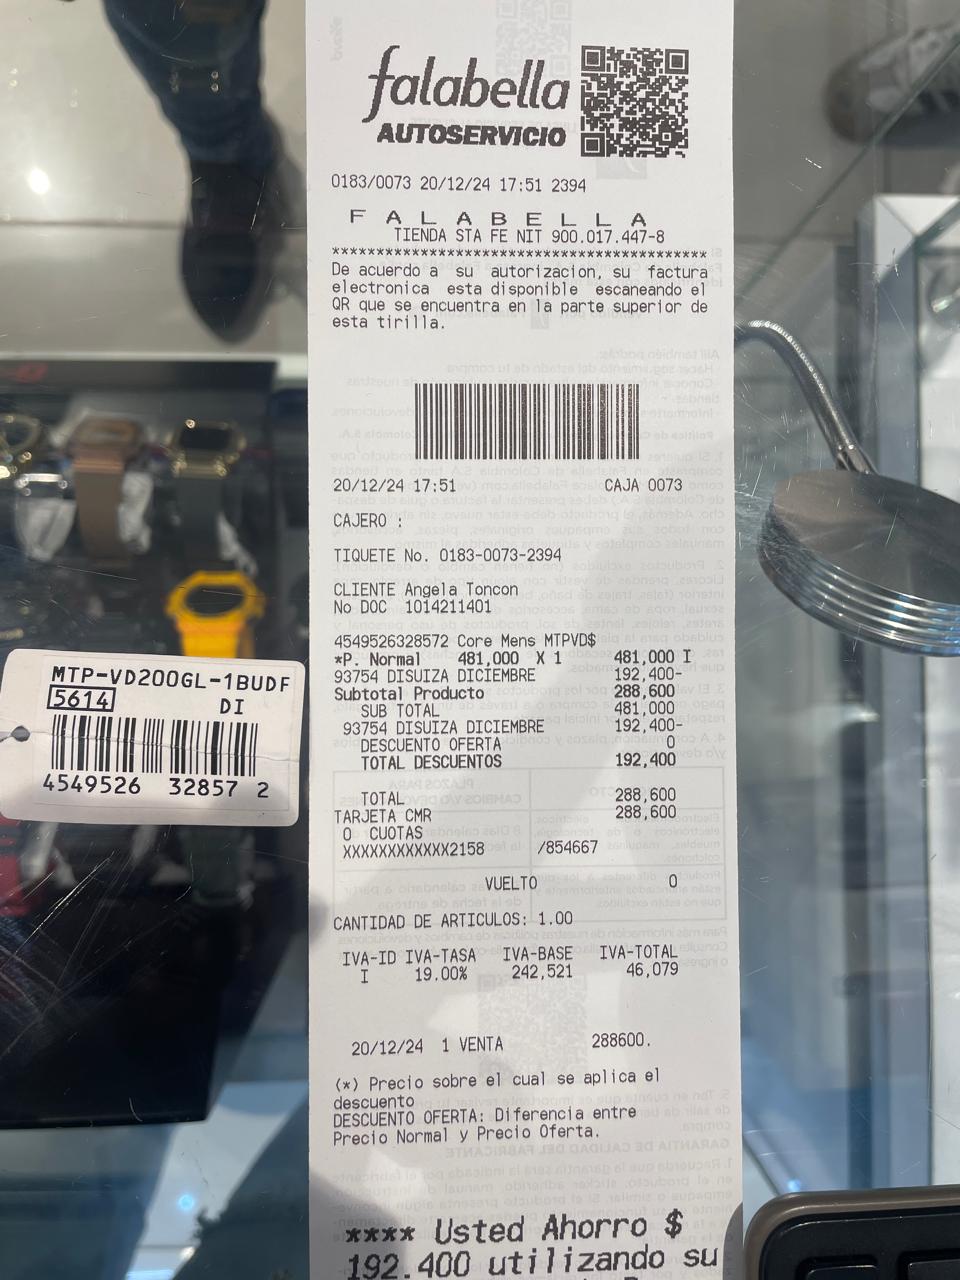 falabella
AUTOSERVICIO
0183/0073 20/12/24 17:51 2394
F A L A B E L L A
TIENDA STA FE NIT 900.017.447-8
******************************************
De acuerdo a su autorizacion, su factura
electronica esta disponible escaneando el
QR que se encuentra en la parte superior de
esta tirilla.
20/12/24 17:51 CAJA 0073
CAJERO :
TIQUETE No. 0183-0073-2394
CLIENTE Angela Toncon
No DOC 1014211401
4549526328572 Core Mens MTPVD$
*P. Normal 481,000 X 1 481,000 I
93754 DISUIZA DICIEMBRE 192,400-
Subtotal Producto 288,600
SUB TOTAL 481,000
93754 DISUIZA DICIEMBRE 192,400-
DESCUENTO OFERTA 0
TOTAL DESCUENTOS 192,400
TOTAL 288,600
TARJETA CMR 288,600
0 CUOTAS
XXXXXXXXXXXX2158 /854667
VUELTO 0
CANTIDAD DE ARTICULOS: 1.00
IVA-ID IVA-TASA IVA-BASE IVA-TOTAL
I 19.00% 242,521 46,079
20/12/24 1 VENTA 288600.
(*) Precio sobre el cual se aplica el
descuento
DESCUENTO OFERTA: Diferencia entre
Precio Normal y Precio Oferta.
**** Usted Ahorro $
192.400 utilizando su
MTP-VD200GL-1BUDF
5614 DI
4549526 32857 2